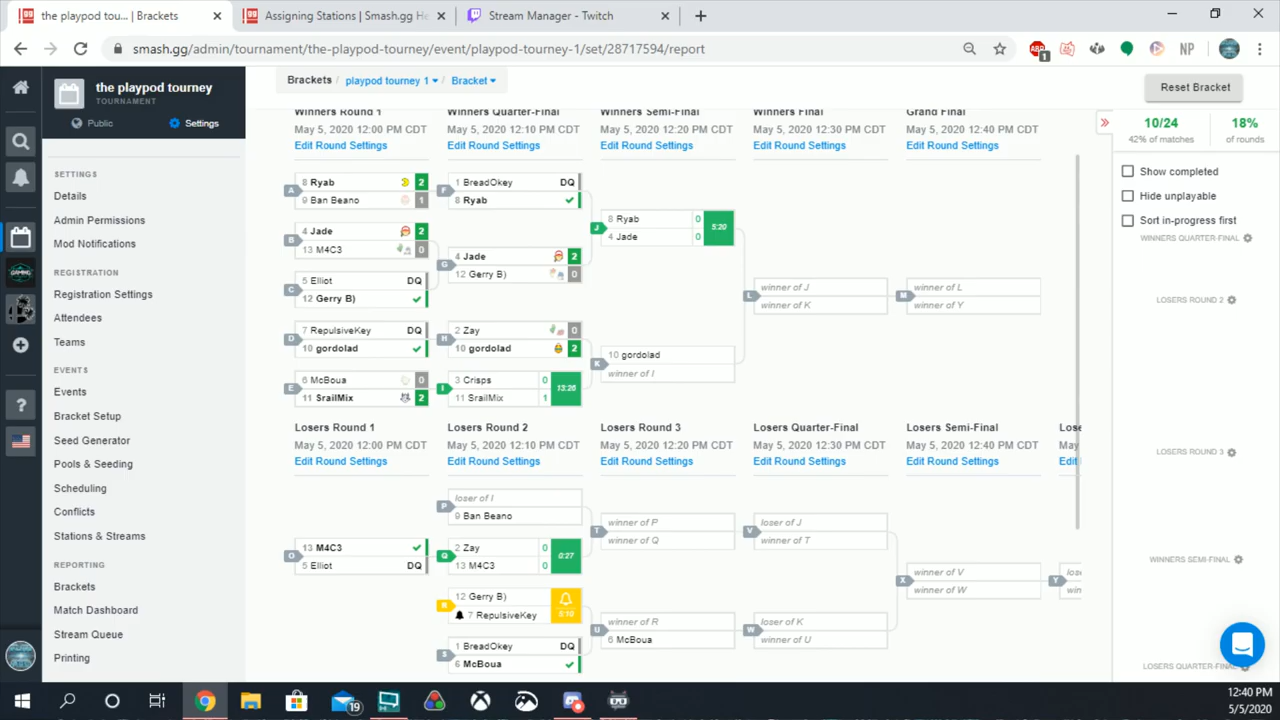 the playpod tou... | Brackets
Assigning Stations | Smash.gg He
Stream Manager - Twitch
smash.gg/admin/tournament/the-playpod-tourney/event/playpod-tourney-1/set/28717594/report
1
NP
the playpod tourney
TOURNAMENT
Public
Settings
SETTINGS
Details
Admin Permissions
Mod Notifications
REGISTRATION
Registration Settings
Attendees
Teams
EVENTS
Events
Bracket Setup
Seed Generator
Pools & Seeding
Scheduling
Conflicts
Stations & Streams
REPORTING
Brackets
Match Dashboard
Stream Queue
Printing
Brackets / playpod tourney 1 / Bracket
Reset Bracket
Winners Round 1
May 5, 2020 12:00 PM CDT
Edit Round Settings
A
8 Ryab 2
9 Ban Beano 1
B
4 Jade 2
13 M4C3 0
C
5 Elliot DQ
12 Gerry B)
D
7 RepulsiveKey DQ
10 gordolad
E
6 McBoua 0
11 SrailMix 2
Winners Quarter-Final
May 5, 2020 12:10 PM CDT
Edit Round Settings
F
1 BreadOkey DQ
8 Ryab
G
4 Jade 2
12 Gerry B) 0
H
2 Zay 0
10 gordolad 2
I
3 Crisps 0
11 SrailMix 1
13:26
Winners Semi-Final
May 5, 2020 12:20 PM CDT
Edit Round Settings
J
8 Ryab 0
4 Jade 0
5:20
K
10 gordolad
winner of I
Winners Final
May 5, 2020 12:30 PM CDT
Edit Round Settings
L
winner of J
winner of K
Grand Final
May 5, 2020 12:40 PM CDT
Edit Round Settings
M
winner of L
winner of Y
Losers Round 1
May 5, 2020 12:00 PM CDT
Edit Round Settings
O
13 M4C3
5 Elliot DQ
Losers Round 2
May 5, 2020 12:10 PM CDT
Edit Round Settings
P
loser of I
9 Ban Beano
Q
2 Zay 0
13 M4C3 0
0:27
12 Gerry B)
7 RepulsiveKey
S
1 BreadOkey DQ
6 McBoua
Losers Round 3
May 5, 2020 12:20 PM CDT
Edit Round Settings
T
winner of P
winner of Q
U
winner of R
6 McBoua
Losers Quarter-Final
May 5, 2020 12:30 PM CDT
Edit Round Settings
V
loser of J
winner of T
W
loser of K
winner of U
Losers Semi-Final
May 5, 2020 12:40 PM CDT
Edit Round Settings
X
winner of V
winner of W
Lose
May
Edit
Y
lose
win
10/24
42% of matches
18%
of rounds
Show completed
Hide unplayable
Sort in-progress first
WINNERS QUARTER-FINAL
LOSERS ROUND 2
LOSERS ROUND 3
WINNERS SEMI-FINAL
LOSERS QUARTER-FINAL
19
12:40 PM
5/5/2020